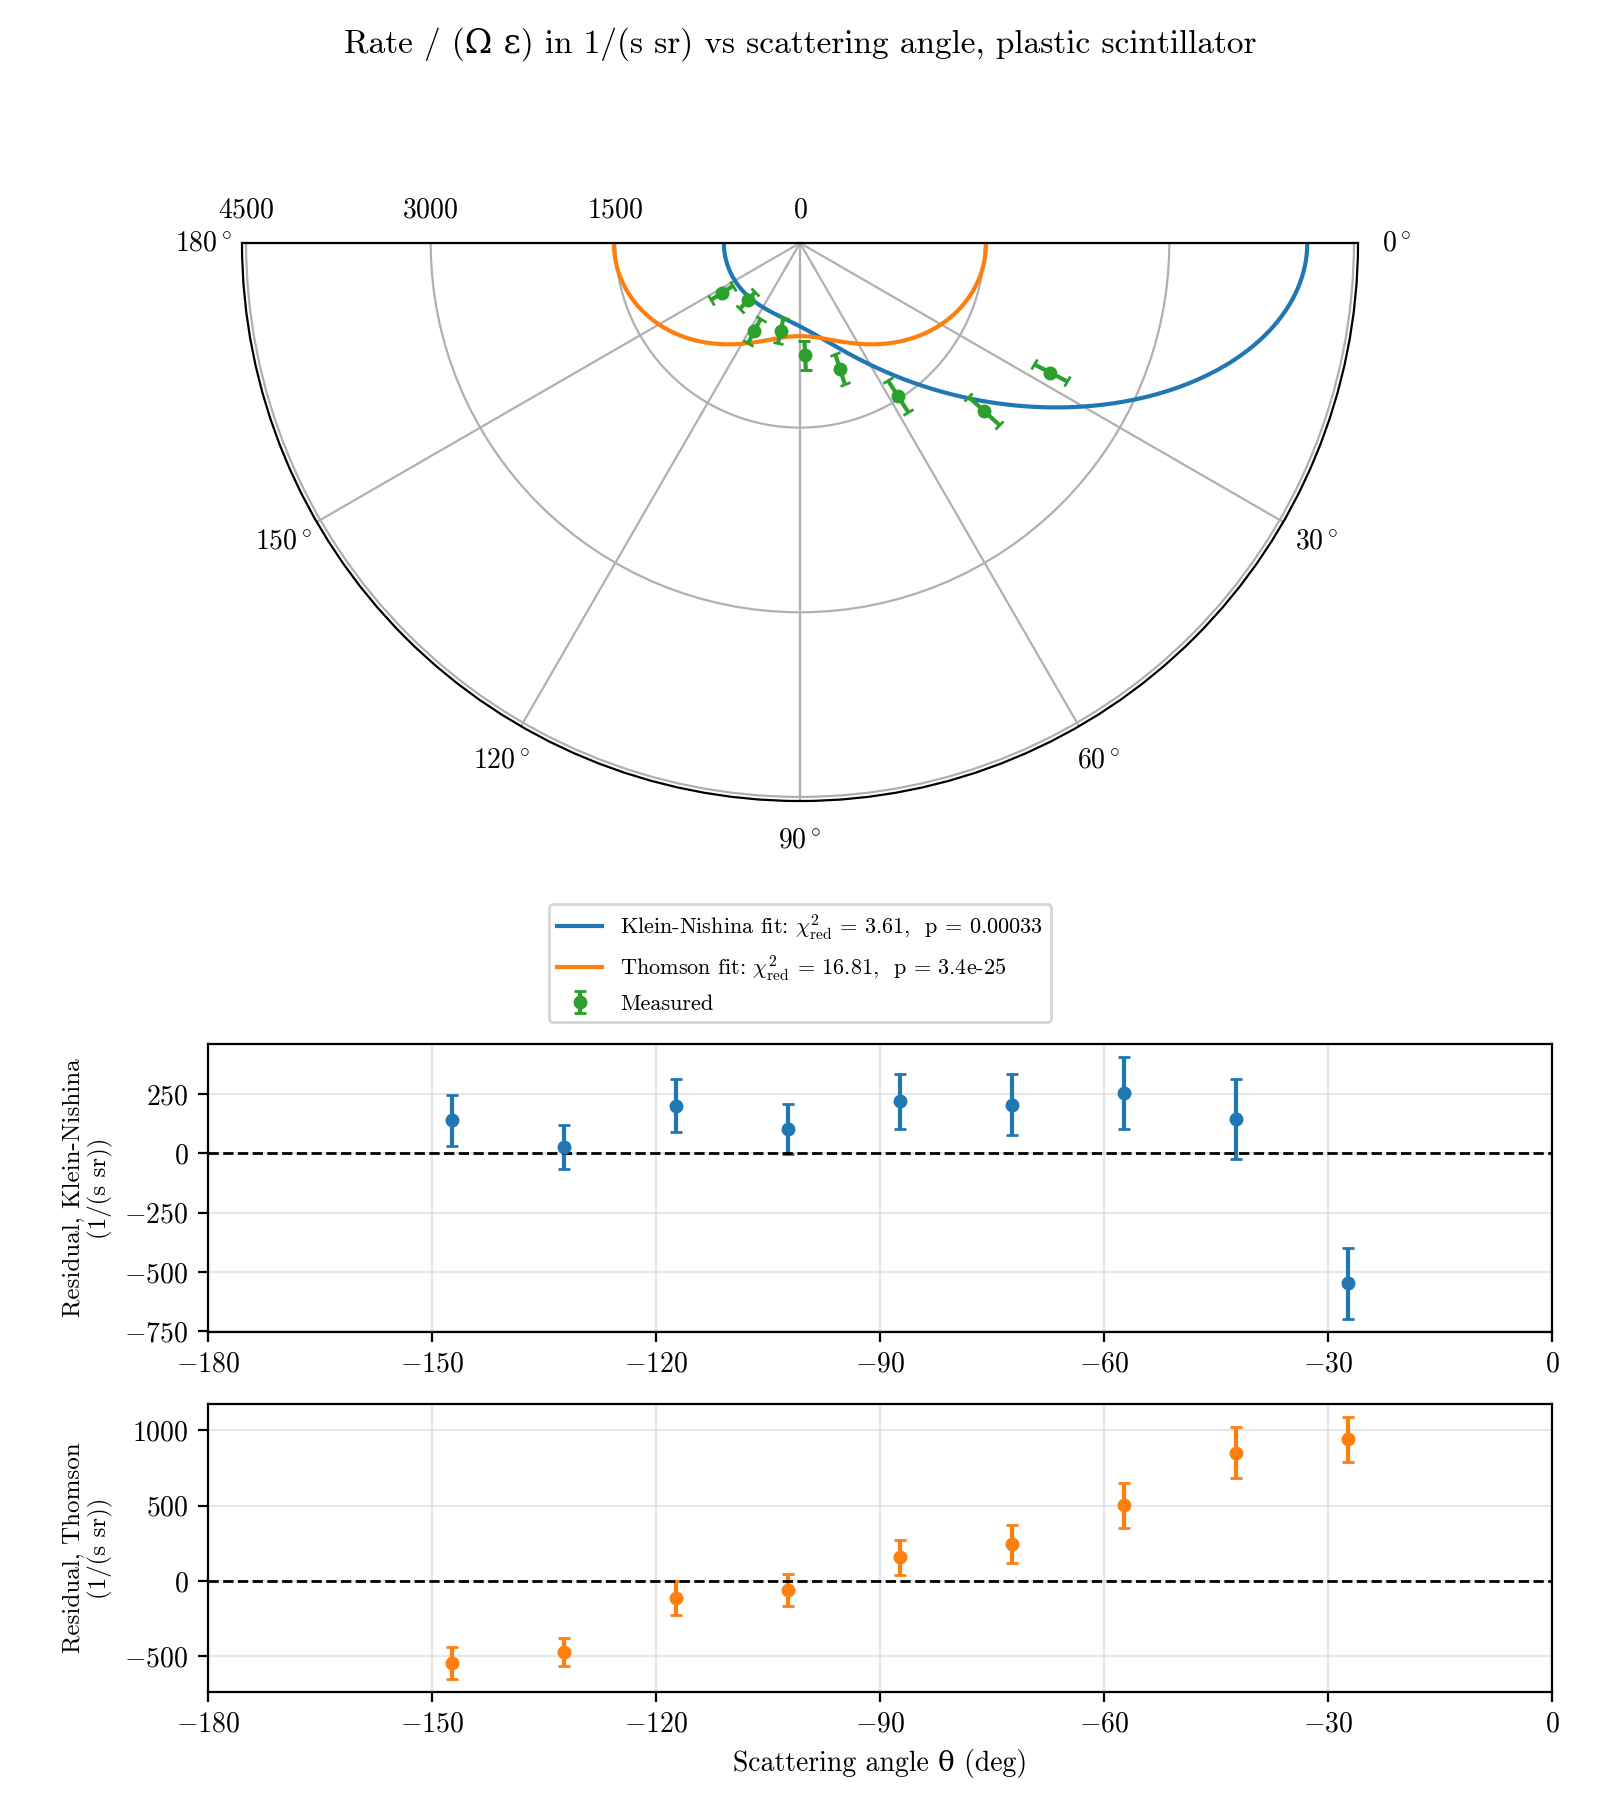 Rate / (Ω ε) in 1/(s sr) vs scattering angle, plastic scintillator
4500 3000 1500 0
180° 0°
150° 30°
120° 60°
90°
Klein-Nishina fit: χ²red = 3.61, p = 0.00033
Thomson fit: χ²red = 16.81, p = 3.4e-25
Measured
Residual, Klein-Nishina
(1/(s sr))
250
0
−250
−500
−750
−180 −150 −120 −90 −60 −30 0
Residual, Thomson
(1/(s sr))
1000
500
0
−500
−180 −150 −120 −90 −60 −30 0
Scattering angle θ (deg)